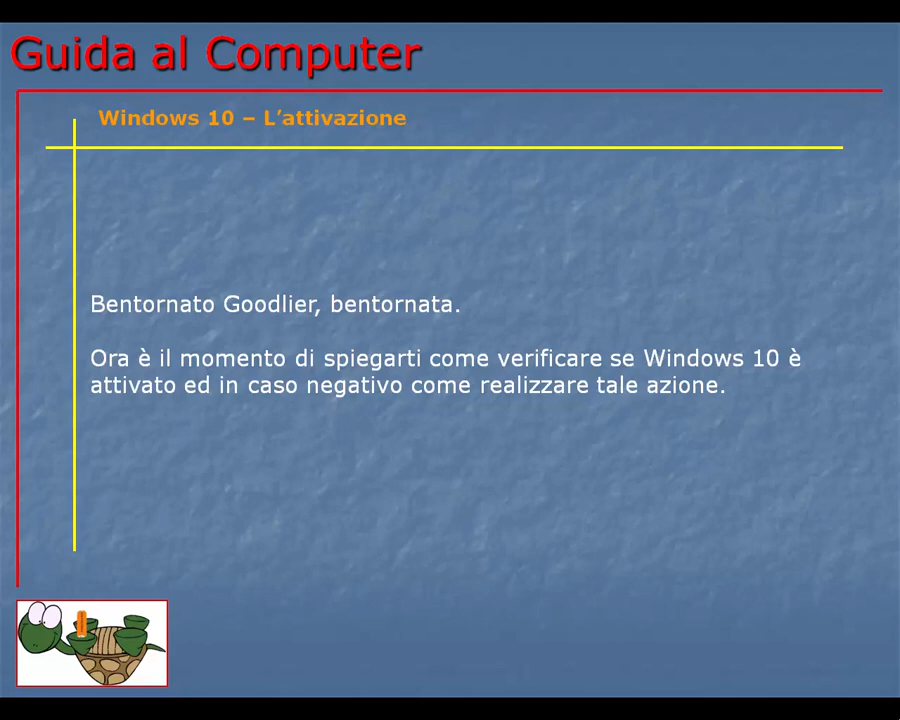 Guida al Computer
Windows 10 – L’attivazione
Bentornato Goodlier, bentornata.
Ora è il momento di spiegarti come verificare se Windows 10 è
attivato ed in caso negativo come realizzare tale azione.